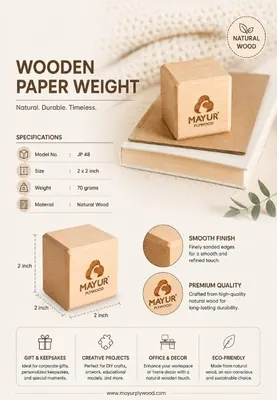 NATURAL
WOOD
WOODEN
PAPER WEIGHT
Natural. Durable. Timeless.
MAYUR
PLYWOOD
SPECIFICATIONS
Model No. : JP 48
Size : 2 x 2 inch
Weight : 70 grams
Material : Natural Wood
2 inch
2 inch
2 inch
MAYUR
PLYWOOD
SMOOTH FINISH
Finely sanded edges
for a smooth and
refined touch.
MAYUR
PLYWOOD
PREMIUM QUALITY
Crafted from high-quality
natural wood for
long-lasting durability.
GIFT & KEEPSAKES
Ideal for corporate gifts,
personalized keepsakes,
and special moments.
CREATIVE PROJECTS
Perfect for DIY crafts,
artwork, educational
models, and more.
OFFICE & DECOR
Enhance your workspace
or home decor with a
natural wooden touch.
ECO-FRIENDLY
Made from natural
wood, an eco-conscious
and sustainable choice.
www.mayurplywood.com